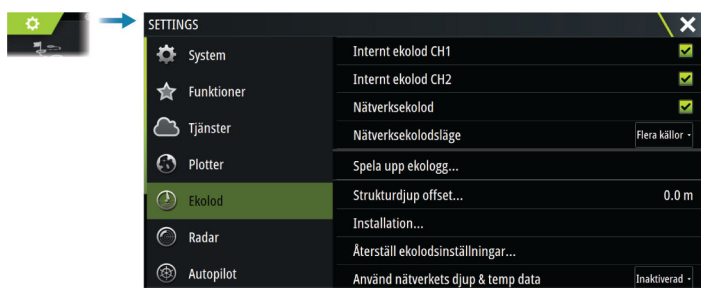 SETTINGS
System
Funktioner
Tjänster
Plotter
Ekolod
Radar
Autopilot
Internt ekolod CH1
Internt ekolod CH2
Nätverksekolod
Nätverksekolodsläge Flera källor
Spela upp ekologg...
Strukturdjup offset... 0.0 m
Installation...
Återställ ekolodsinställningar...
Använd nätverkets djup & temp data Inaktiverad